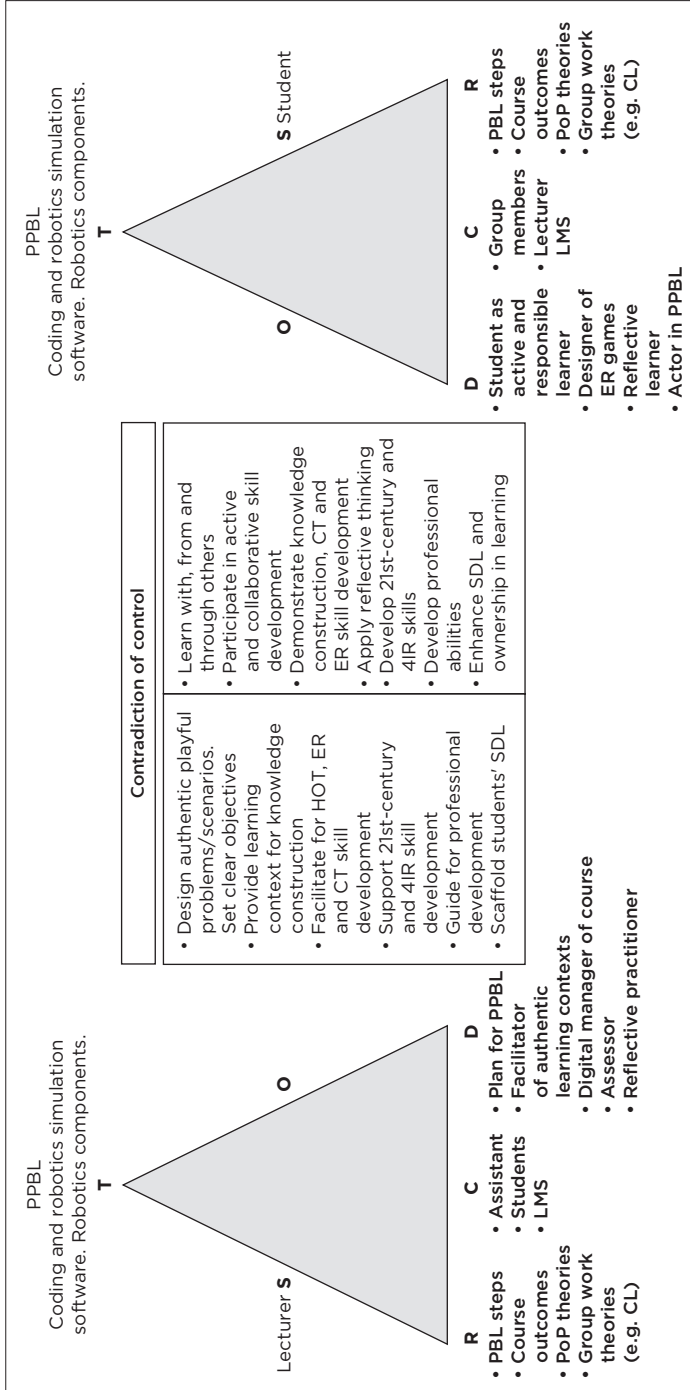 PPBL
Coding and robotics simulation
software. Robotics components.
T
Lecturer S
O
R
• PBL steps
• Course
outcomes
• PoP theories
• Group work
theories
(e.g. CL)
C
• Assistant
• Students
• LMS
D
• Plan for PPBL
• Facilitator
of authentic
learning contexts
• Digital manager of course
• Assessor
• Reflective practitioner
Contradiction of control
• Design authentic playful
problems/scenarios.
Set clear objectives
• Provide learning
context for knowledge
construction
• Facilitate for HOT, ER
and CT skill
development
• Support 21st-century
and 4IR skill
development
• Guide for professional
development
• Scaffold students' SDL
• Learn with, from and
through others
• Participate in active
and collaborative skill
development
• Demonstrate knowledge
construction, CT and
ER skill development
• Apply reflective thinking
• Develop 21st-century and
4IR skills
• Develop professional
abilities
• Enhance SDL and
ownership in learning
PPBL
Coding and robotics simulation
software. Robotics components.
T
O
S Student
D
• Student as
active and
responsible
learner
• Designer of
ER games
• Reflective
learner
• Actor in PPBL
C
• Group
members
• Lecturer
LMS
R
• PBL steps
• Course
outcomes
• PoP theories
• Group work
theories
(e.g. CL)